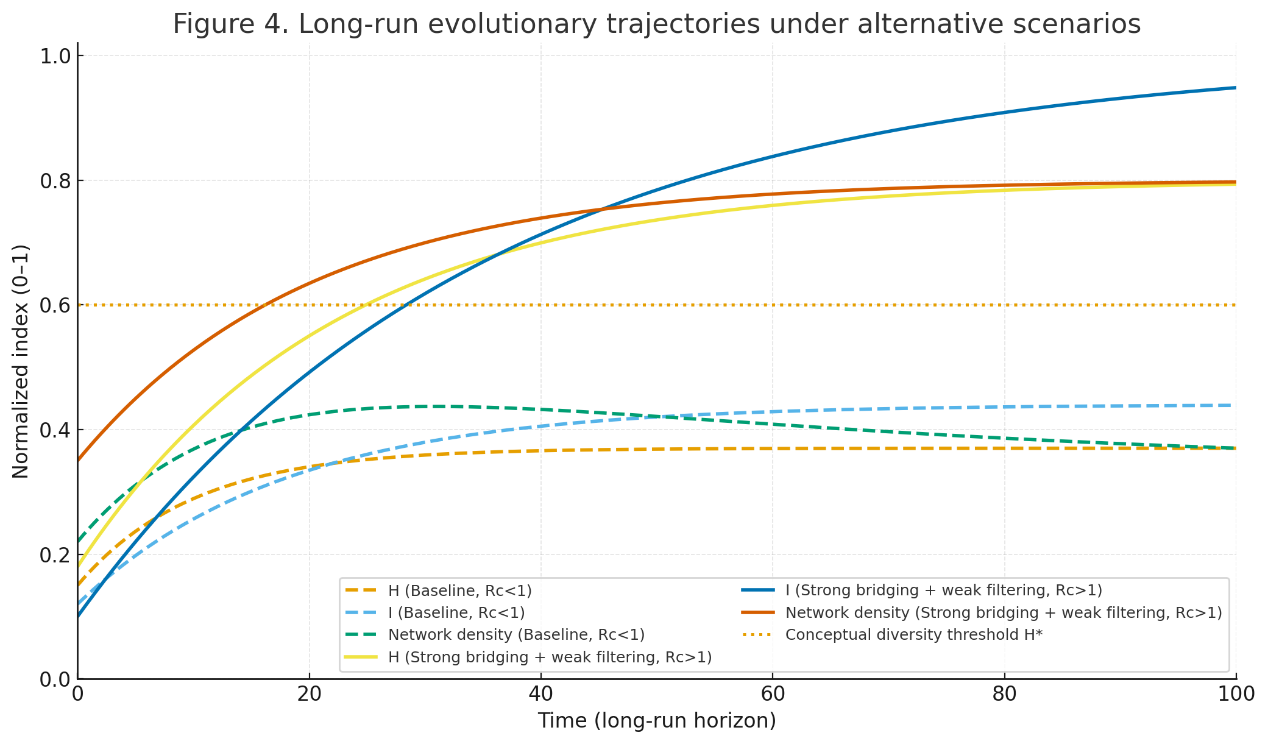 Figure 4. Long-run evolutionary trajectories under alternative scenarios
Normalized index (0–1)
1.0
0.8
0.6
0.4
0.2
0.0
0
20
40
60
80
100
Time (long-run horizon)
H (Baseline, Rc<1)
I (Baseline, Rc<1)
Network density (Baseline, Rc<1)
H (Strong bridging + weak filtering, Rc>1)
I (Strong bridging + weak filtering, Rc>1)
Network density (Strong bridging + weak filtering, Rc>1)
Conceptual diversity threshold H*